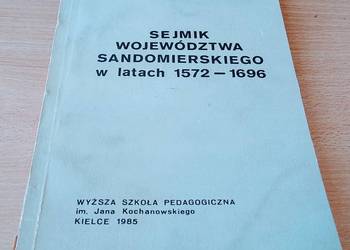 SEJMIK
WOJEWÓDZTWA
SANDOMIERSKIEGO
w latach 1572 — 1696
WYŻSZA SZKOŁA PEDAGOGICZNA
im. Jana Kochanowskiego
KIELCE 1985